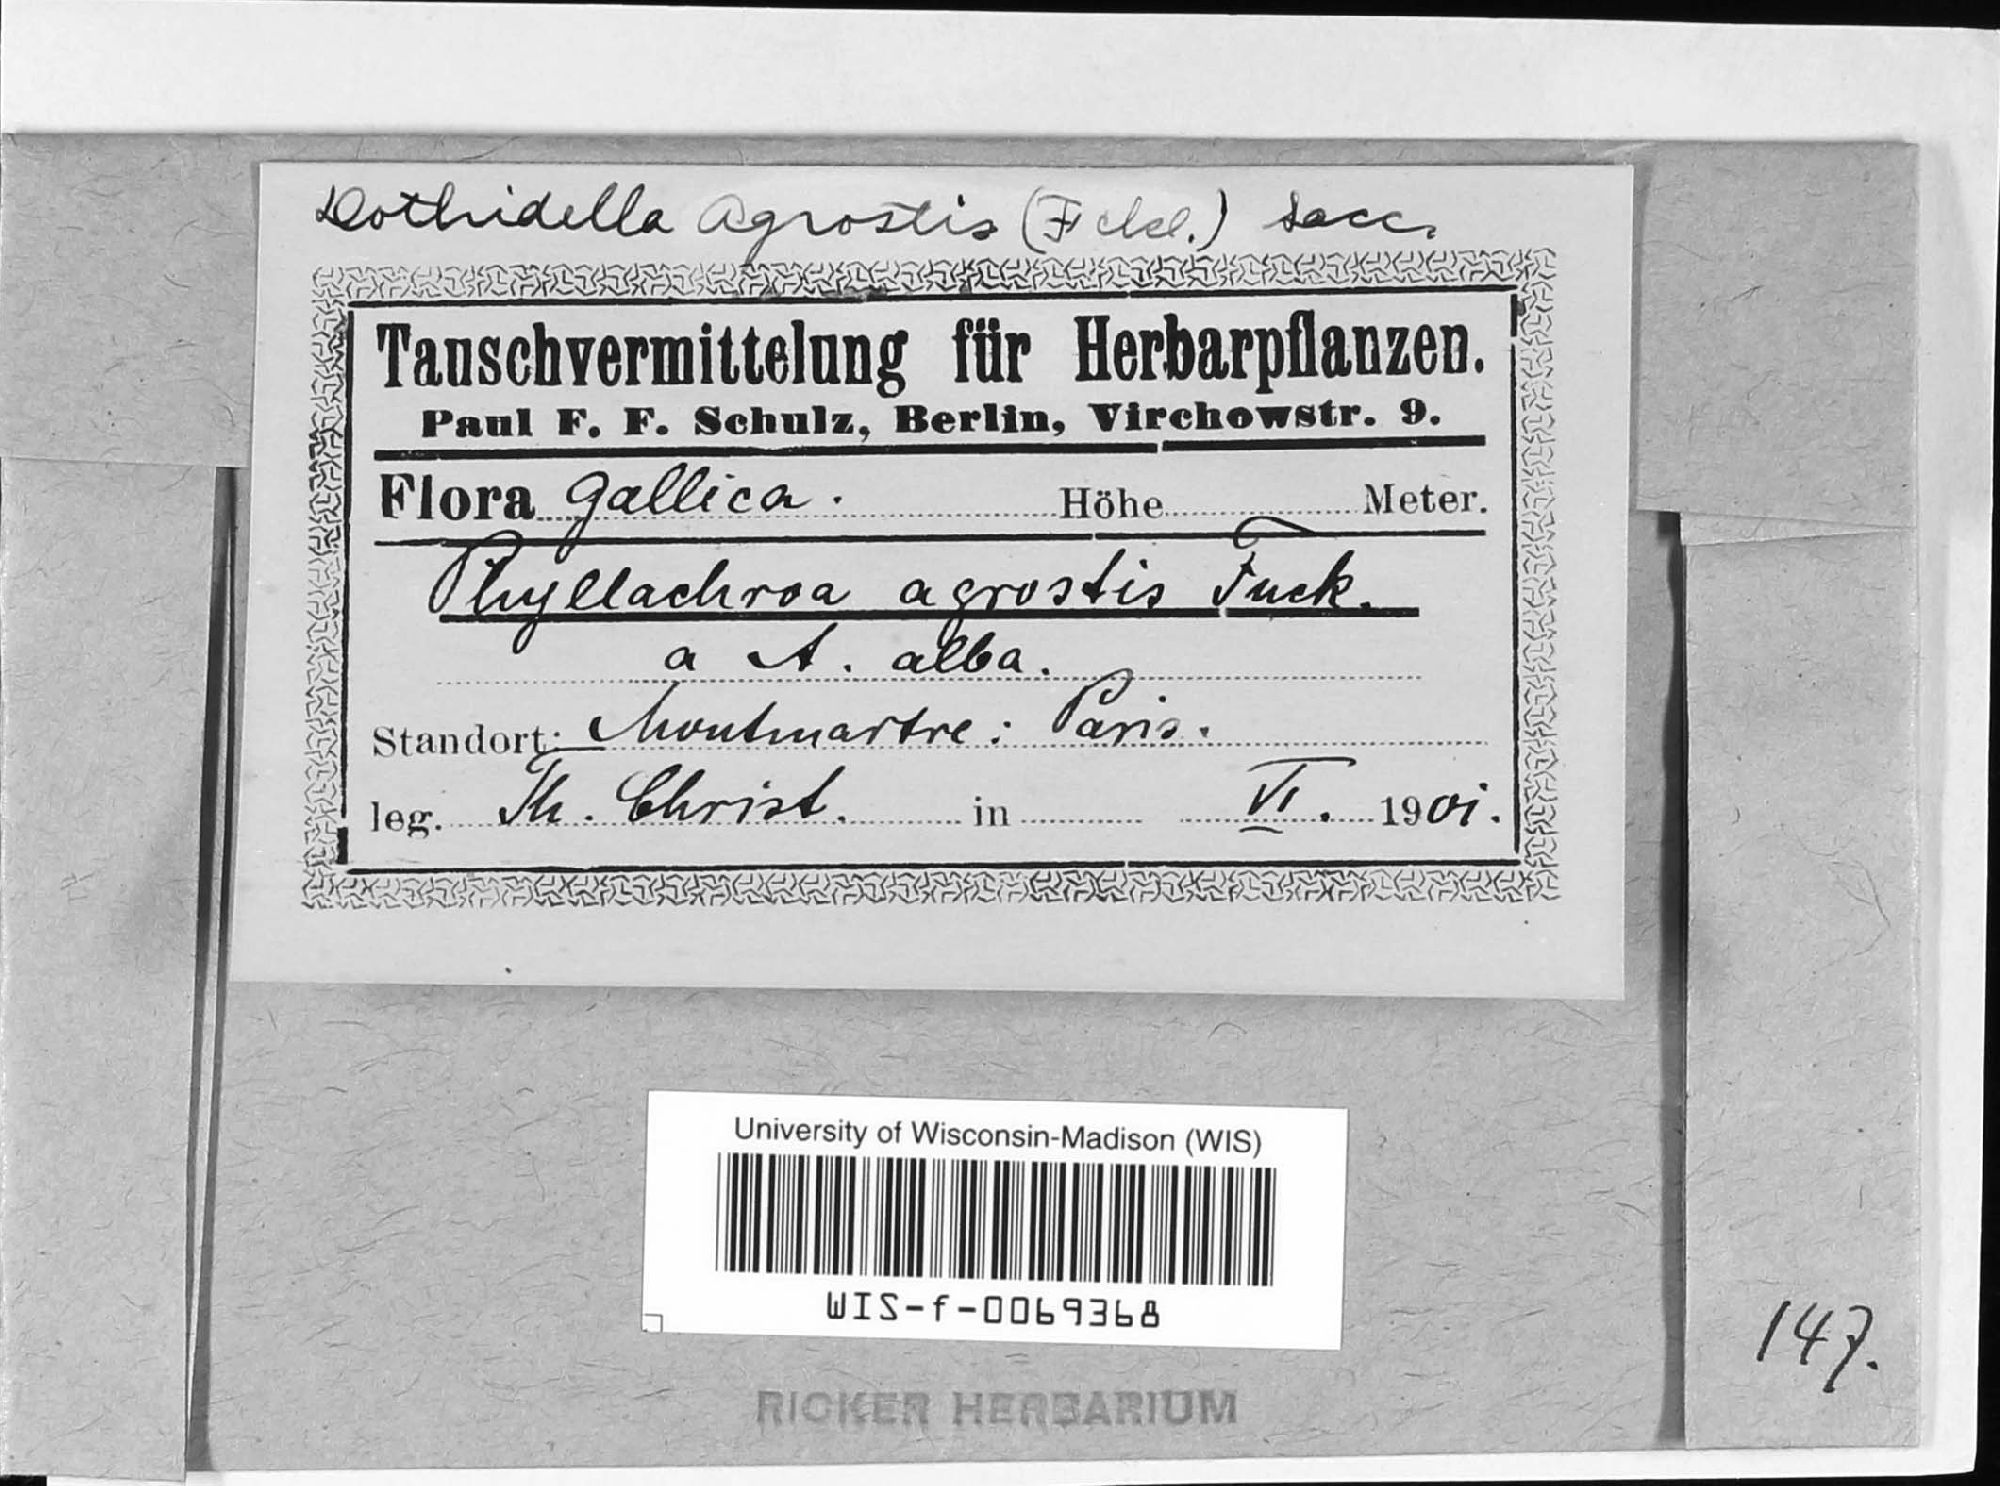 Dothidella agrostis (Fckl.) Sacc.
Tauschvermittelung für Herbarpflanzen.
Paul F. F. Schulz, Berlin, Virchowstr. 9.
Flora gallica. Höhe Meter.
Phyllachroa agrostis Fuck.
a A. alba.
Standort: Montmartre: Paris.
leg. Th. Christ. in VI. 1901.
University of Wisconsin-Madison (WIS)
WIS-f-0069368
RICKER HERBARIUM
147.